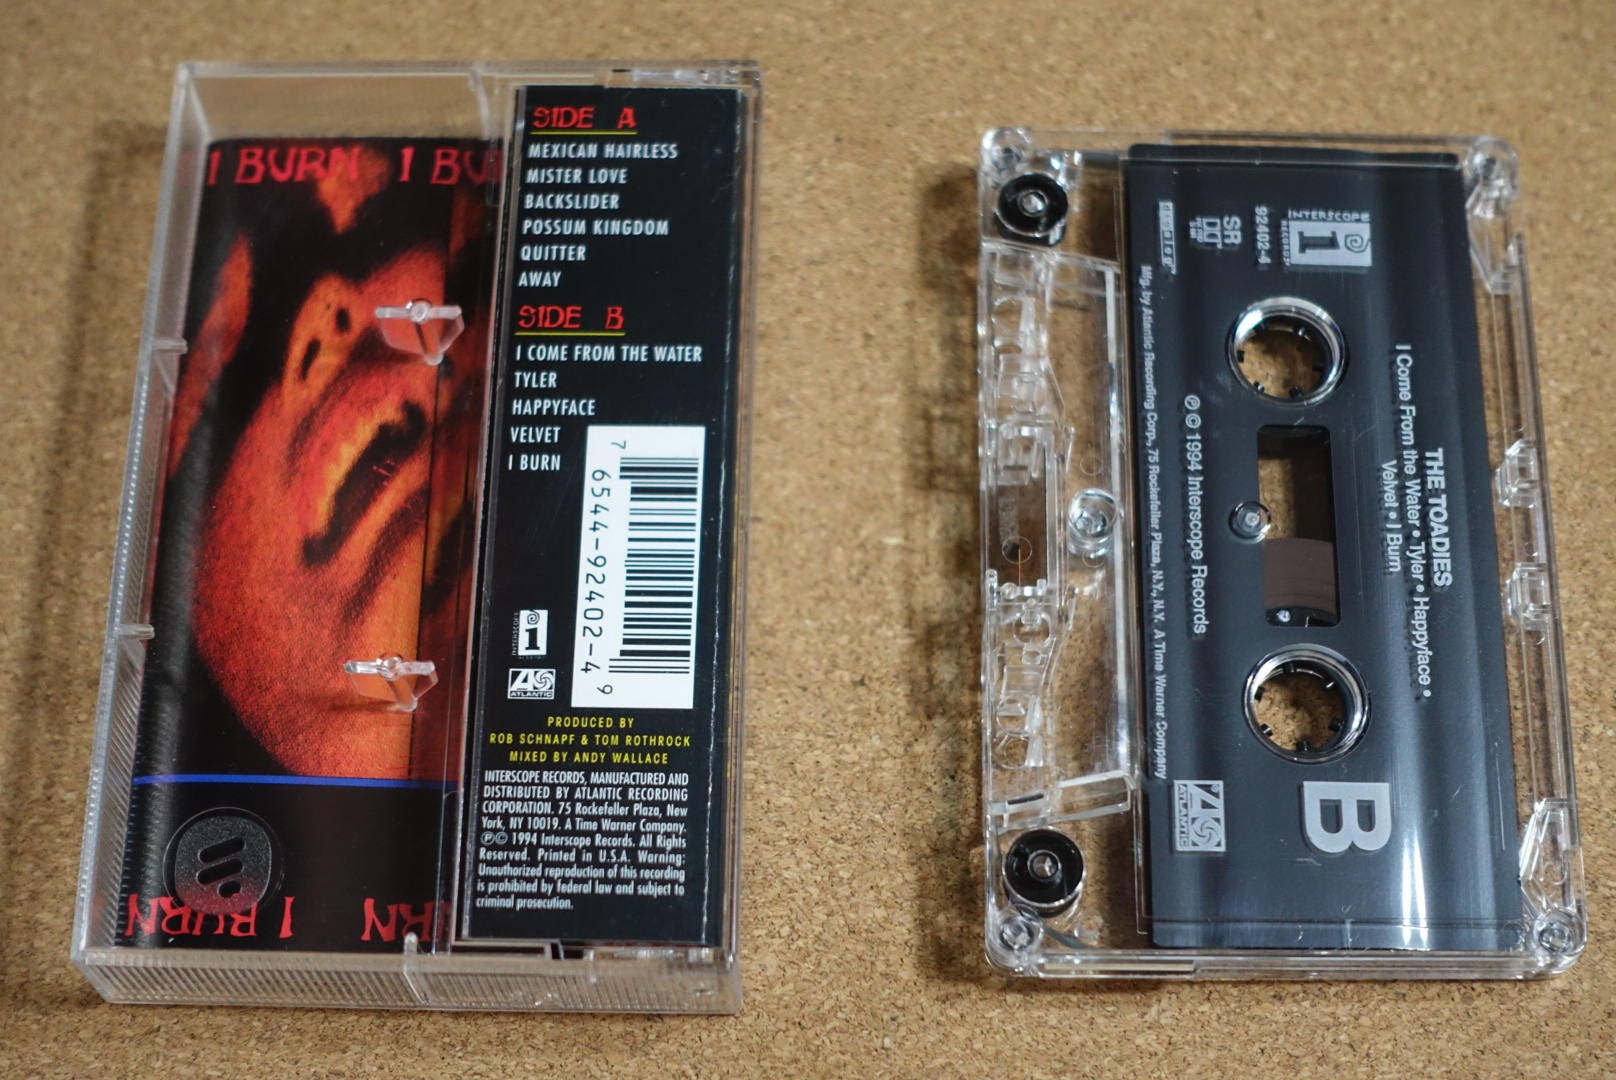 I BURN I BU
SIDE A
MEXICAN HAIRLESS
MISTER LOVE
BACKSLIDER
POSSUM KINGDOM
QUITTER
AWAY
SIDE B
I COME FROM THE WATER
TYLER
HAPPYFACE
VELVET
I BURN
7 6544-92402-4 9
INTERSCOPE
RECORDS
ATLANTIC
PRODUCED BY
ROB SCHNAPF & TOM ROTHROCK
MIXED BY ANDY WALLACE
INTERSCOPE RECORDS, MANUFACTURED AND
DISTRIBUTED BY ATLANTIC RECORDING
CORPORATION. 75 Rockefeller Plaza, New
York, NY 10019. A Time Warner Company.
℗© 1994 Interscope Records. All Rights
Reserved. Printed in U.S.A. Warning:
Unauthorized reproduction of this recording
is prohibited by federal law and subject to
criminal prosecution.
I BURN
RN
THE TOADIES
I Come From the Water • Tyler • Happyface •
Velvet • I Burn
INTERSCOPE
RECORDS
92402-4
SR
B
℗ © 1994 Interscope Records
Mfg. by Atlantic Recording Corp., 75 Rockefeller Plaza, N.Y., N.Y. A Time Warner Company
ATLANTIC